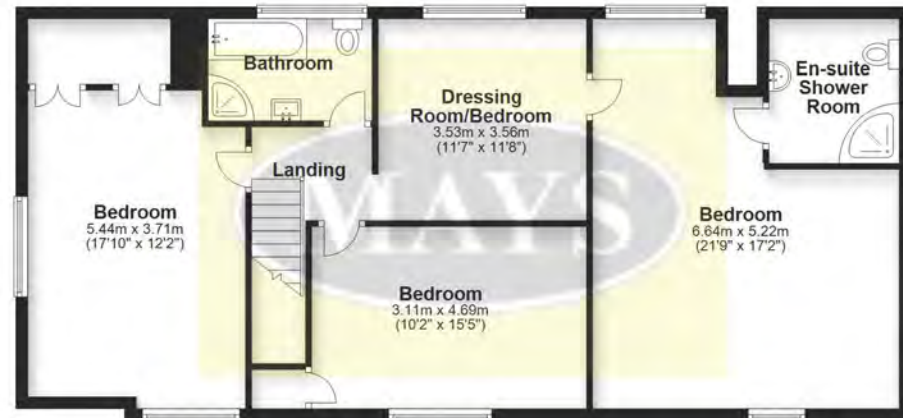 Bathroom
En-suite
Shower
Room
Dressing
Room/Bedroom
3.53m x 3.56m
(11'7" x 11'8")
Landing
MAYS
Bedroom
5.44m x 3.71m
(17'10" x 12'2")
Bedroom
6.64m x 5.22m
(21'9" x 17'2")
Bedroom
3.11m x 4.69m
(10'2" x 15'5")